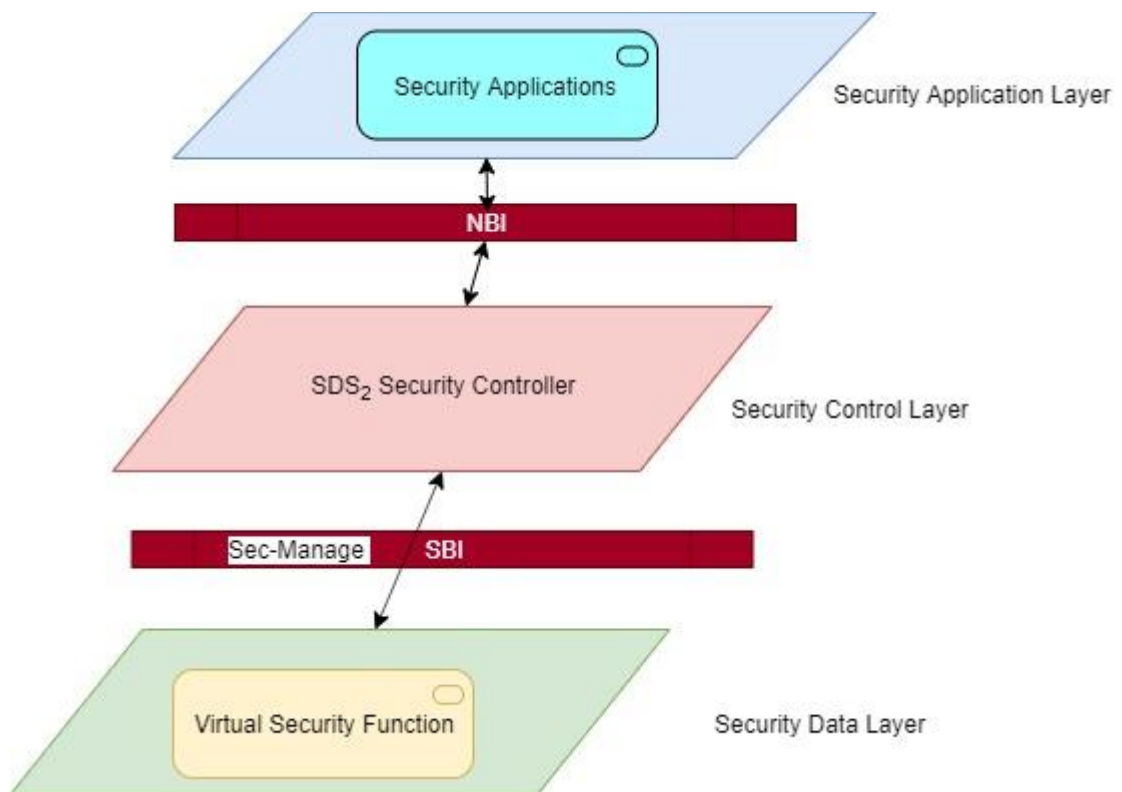 Security Applications
Security Application Layer
NBI
SDS₂ Security Controller
Security Control Layer
Sec-Manage
SBI
Virtual Security Function
Security Data Layer